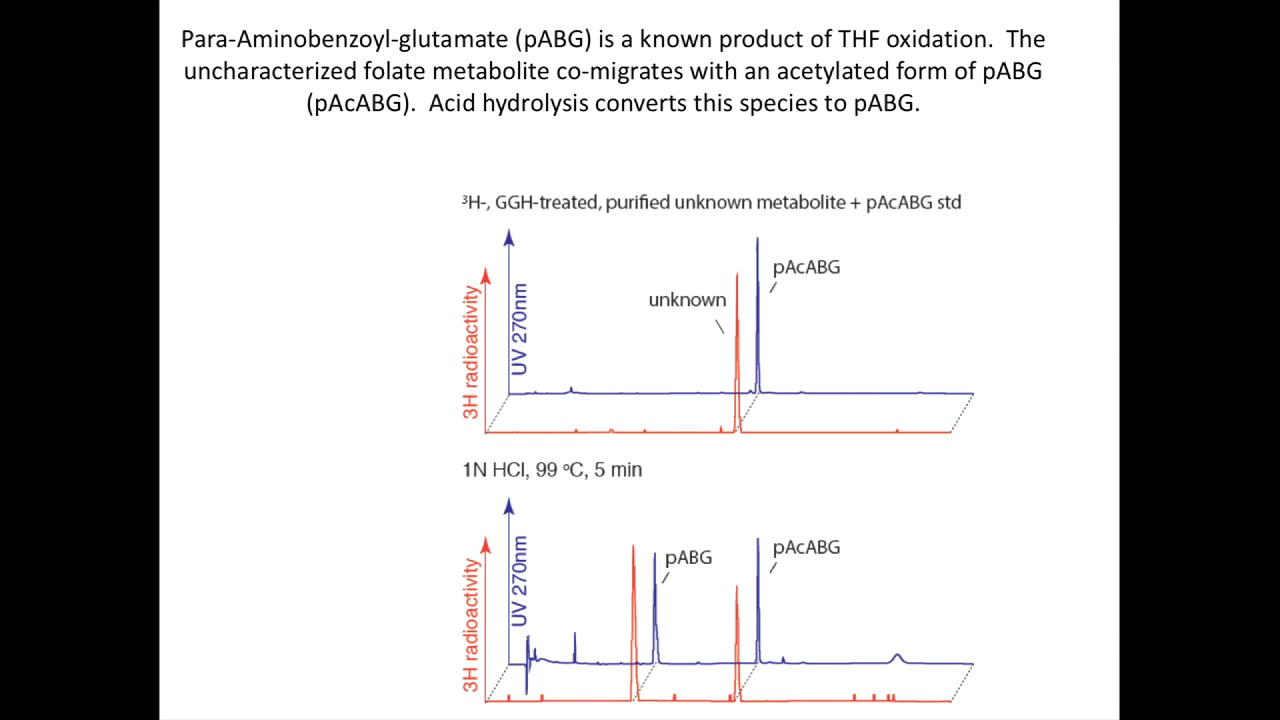 Para-Aminobenzoyl-glutamate (pABG) is a known product of THF oxidation. The
uncharacterized folate metabolite co-migrates with an acetylated form of pABG
(pAcABG). Acid hydrolysis converts this species to pABG.
³H-, GGH-treated, purified unknown metabolite + pAcABG std
3H radioactivity
UV 270nm
unknown
pAcABG
1N HCl, 99 ºC, 5 min
3H radioactivity
UV 270nm
pABG
pAcABG